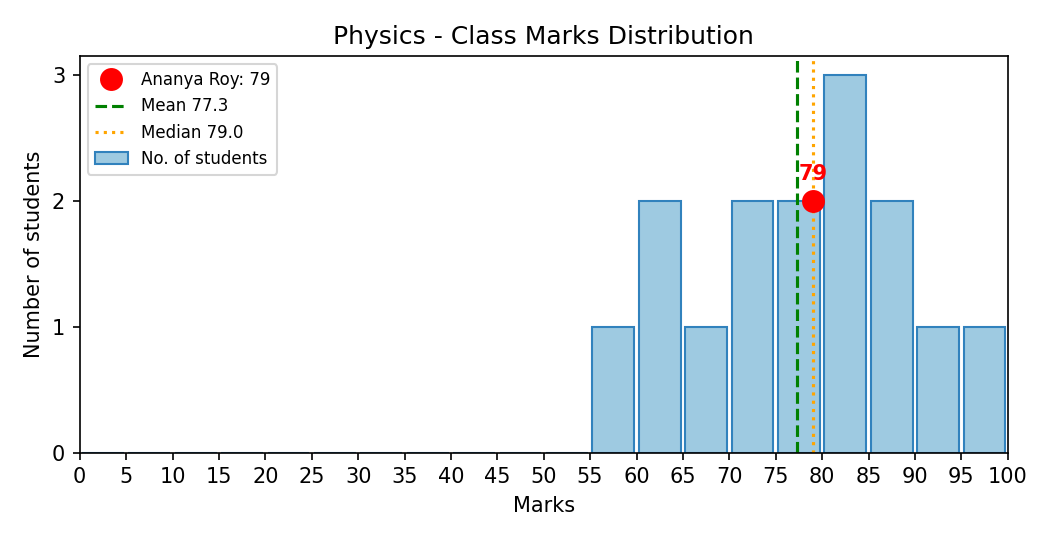 Physics - Class Marks Distribution
Ananya Roy: 79
Mean 77.3
Median 79.0
No. of students
79
Number of students
3
2
1
0
0 5 10 15 20 25 30 35 40 45 50 55 60 65 70 75 80 85 90 95 100
Marks